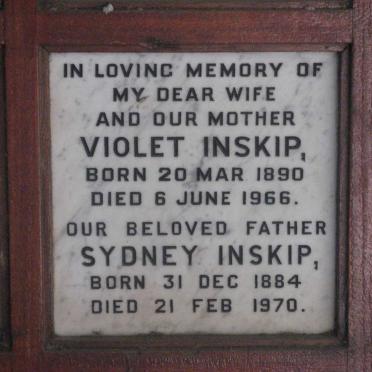 IN LOVING MEMORY OF
MY DEAR WIFE
AND OUR MOTHER
VIOLET INSKIP,
BORN 20 MAR 1890
DIED 6 JUNE 1966.
OUR BELOVED FATHER
SYDNEY INSKIP,
BORN 31 DEC 1884
DIED 21 FEB 1970.